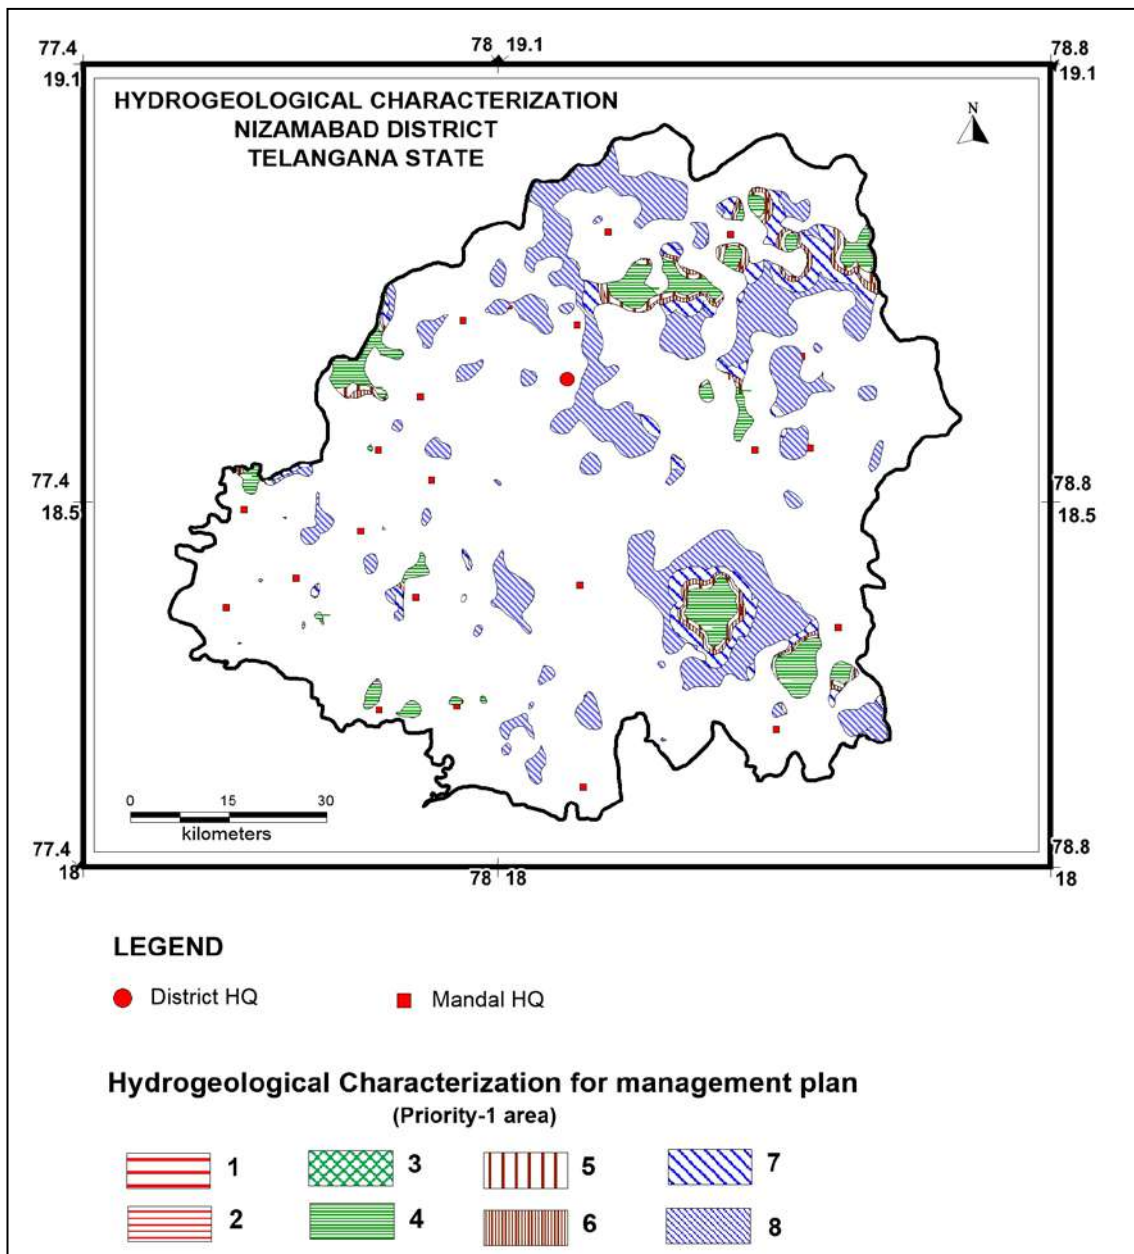 77.4 78 19.1 78.8
19.1 19.1
HYDROGEOLOGICAL CHARACTERIZATION
NIZAMABAD DISTRICT
TELANGANA STATE
N
77.4 78.8
18.5 18.5
0 15 30
kilometers
77.4 78.8
18 78 18 18
LEGEND
District HQ Mandal HQ
Hydrogeological Characterization for management plan
(Priority-1 area)
1 3 5 7
2 4 6 8